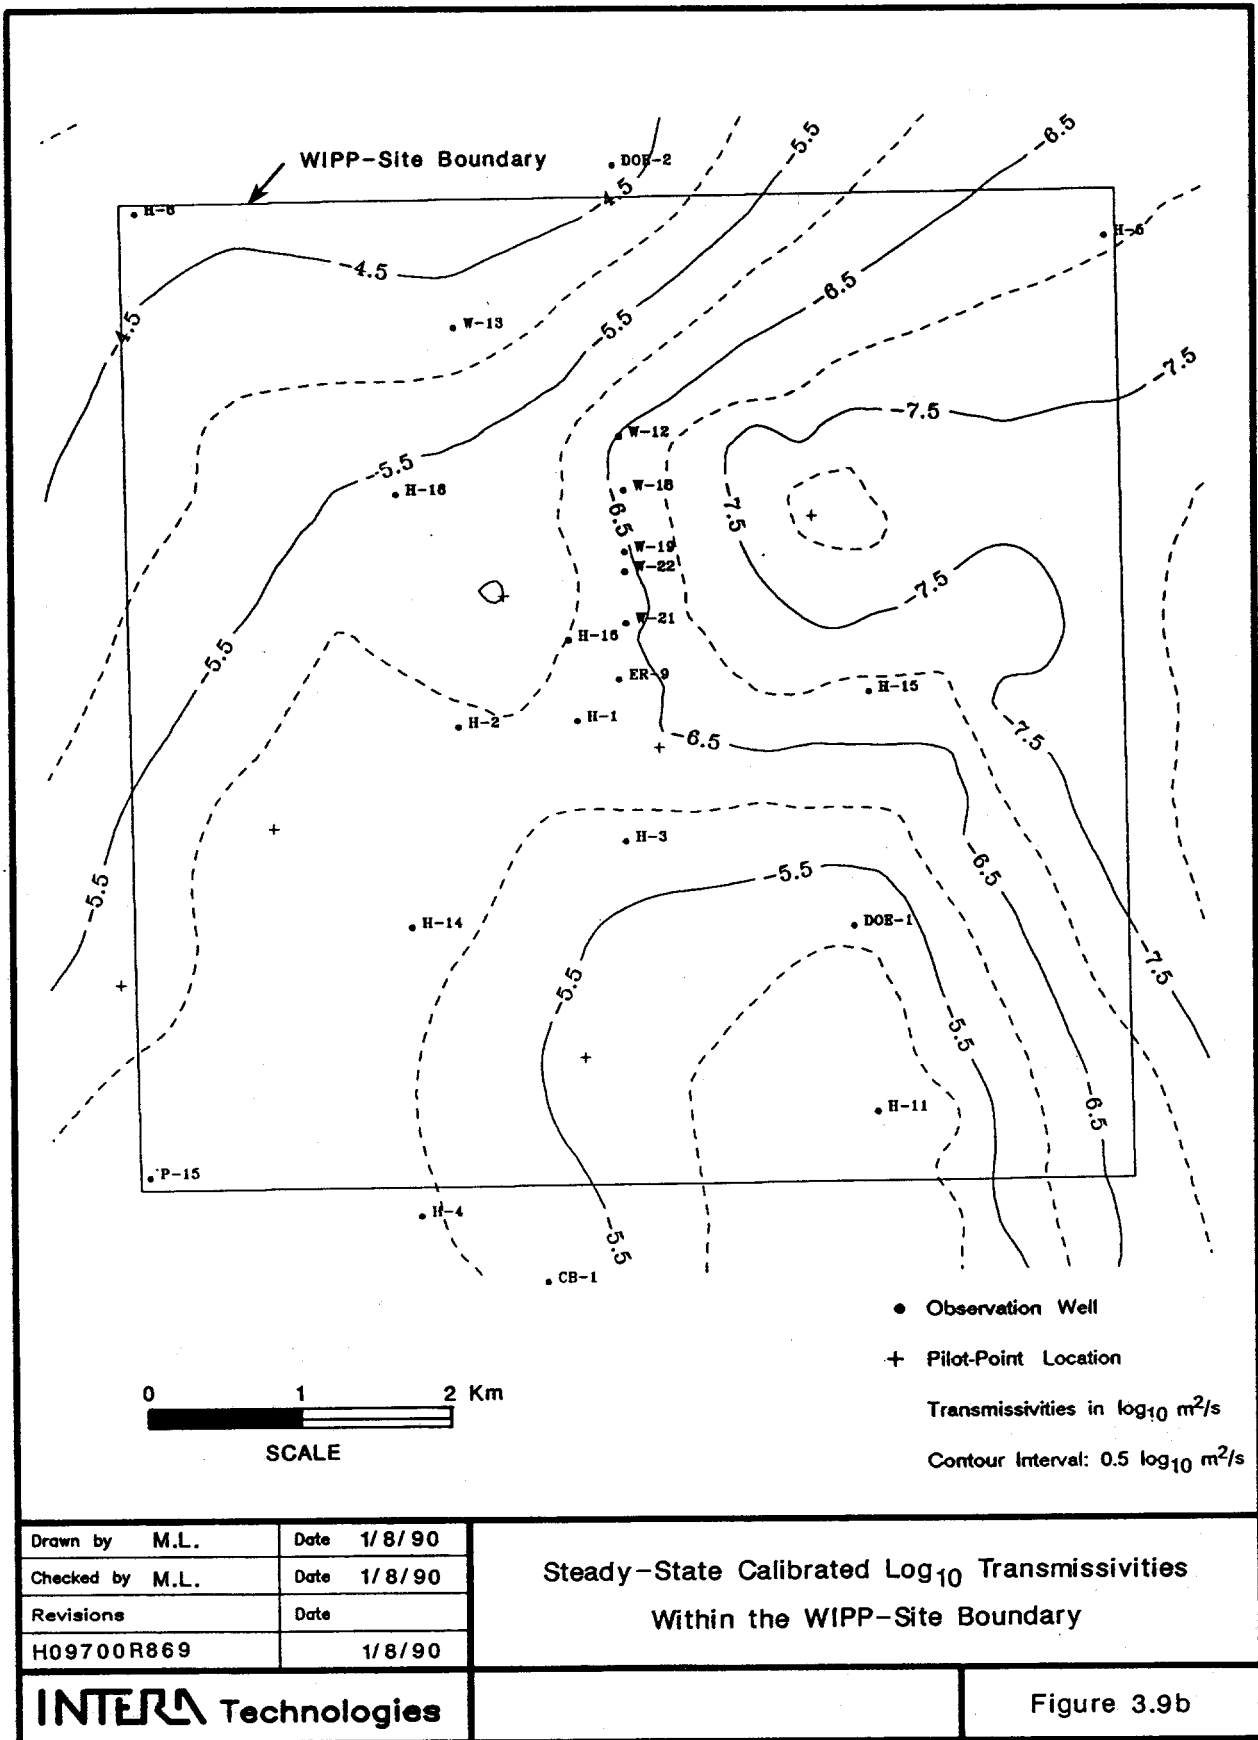 WIPP-Site Boundary
DOE-2
-5.5
-6.5
H-6
-4.5
H-5
-4.5
-4.5
W-13
-5.5
-6.5
-7.5
-7.5
W-12
-5.5
H-18
W-18
-6.5
-7.5
W-19
W-22
-7.5
W-21
H-16
-5.5
ER-9
H-15
H-2
H-1
-6.5
-7.5
H-3
-5.5
-6.5
-5.5
H-14
DOE-1
-7.5
-5.5
-5.5
H-11
-6.5
P-15
H-4
-5.5
CB-1
Observation Well
+ Pilot-Point Location
Transmissivities in log10 m²/s
Contour Interval: 0.5 log10 m²/s
0 1 2 Km
SCALE
Drawn by M.L. Date 1/8/90
Checked by M.L. Date 1/8/90
Revisions Date
H09700R869 1/8/90
Steady-State Calibrated Log10 Transmissivities
Within the WIPP-Site Boundary
INTERA Technologies
Figure 3.9b